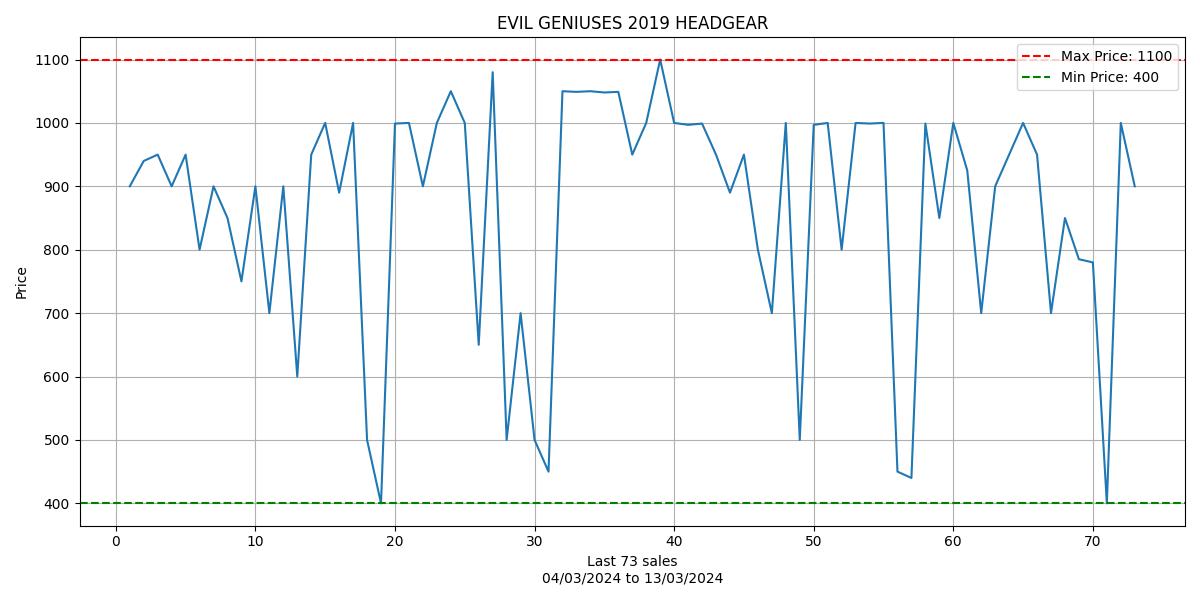 EVIL GENIUSES 2019 HEADGEAR
Max Price: 1100
Min Price: 400
1100
1000
900
800
700
600
500
400
Price
0 10 20 30 40 50 60 70
Last 73 sales
04/03/2024 to 13/03/2024